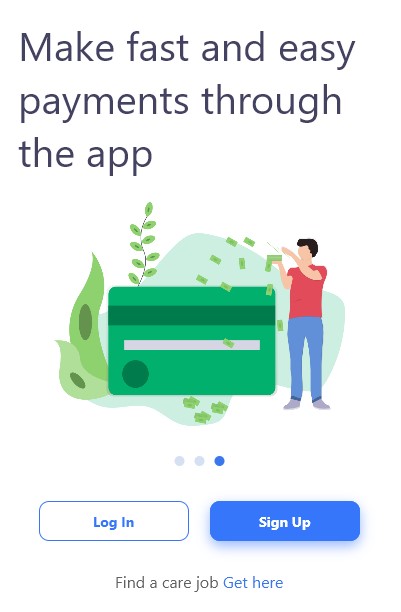 Make fast and easy
payments through
the app
Log In
Sign Up
Find a care job Get here